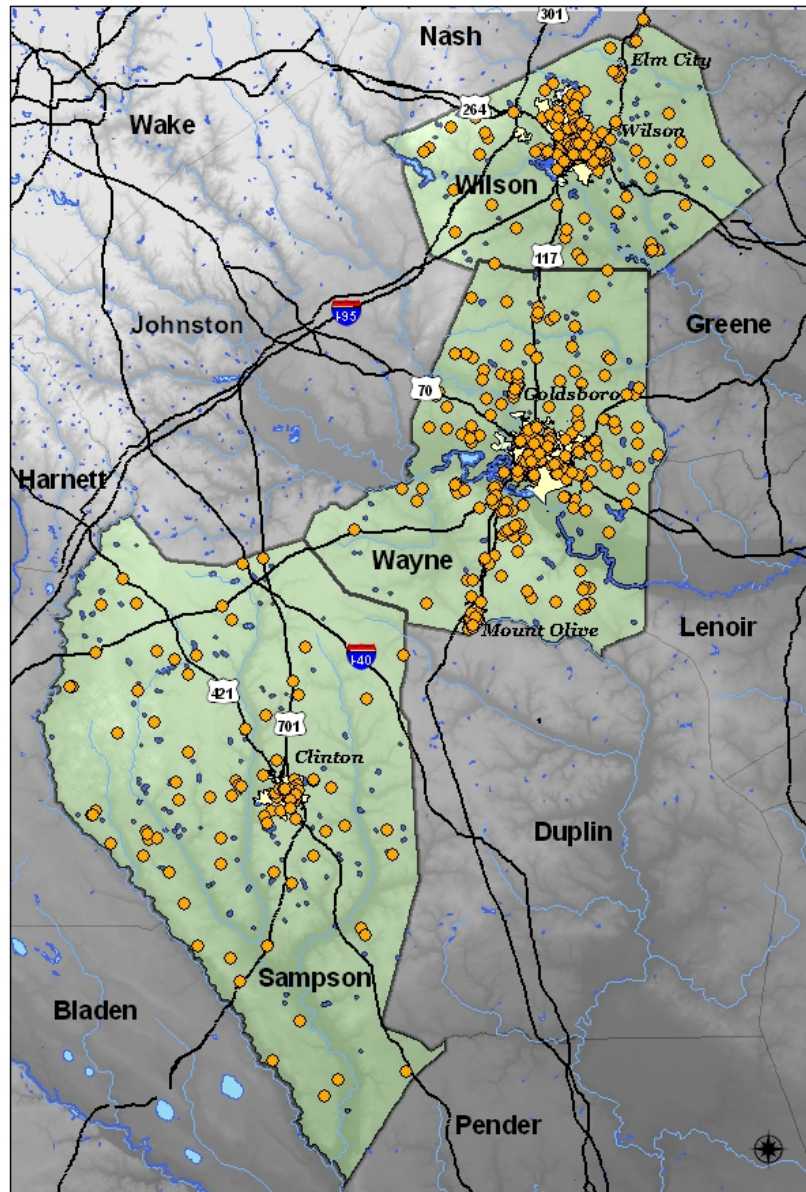 301
Nash
Elm City
264
Wake
Wilson
Wilson
117
I-95
Johnston
Greene
70
Goldsboro
Harnett
Wayne
Lenoir
Mount Olive
I-40
421
701
Clinton
Duplin
Sampson
Bladen
Pender